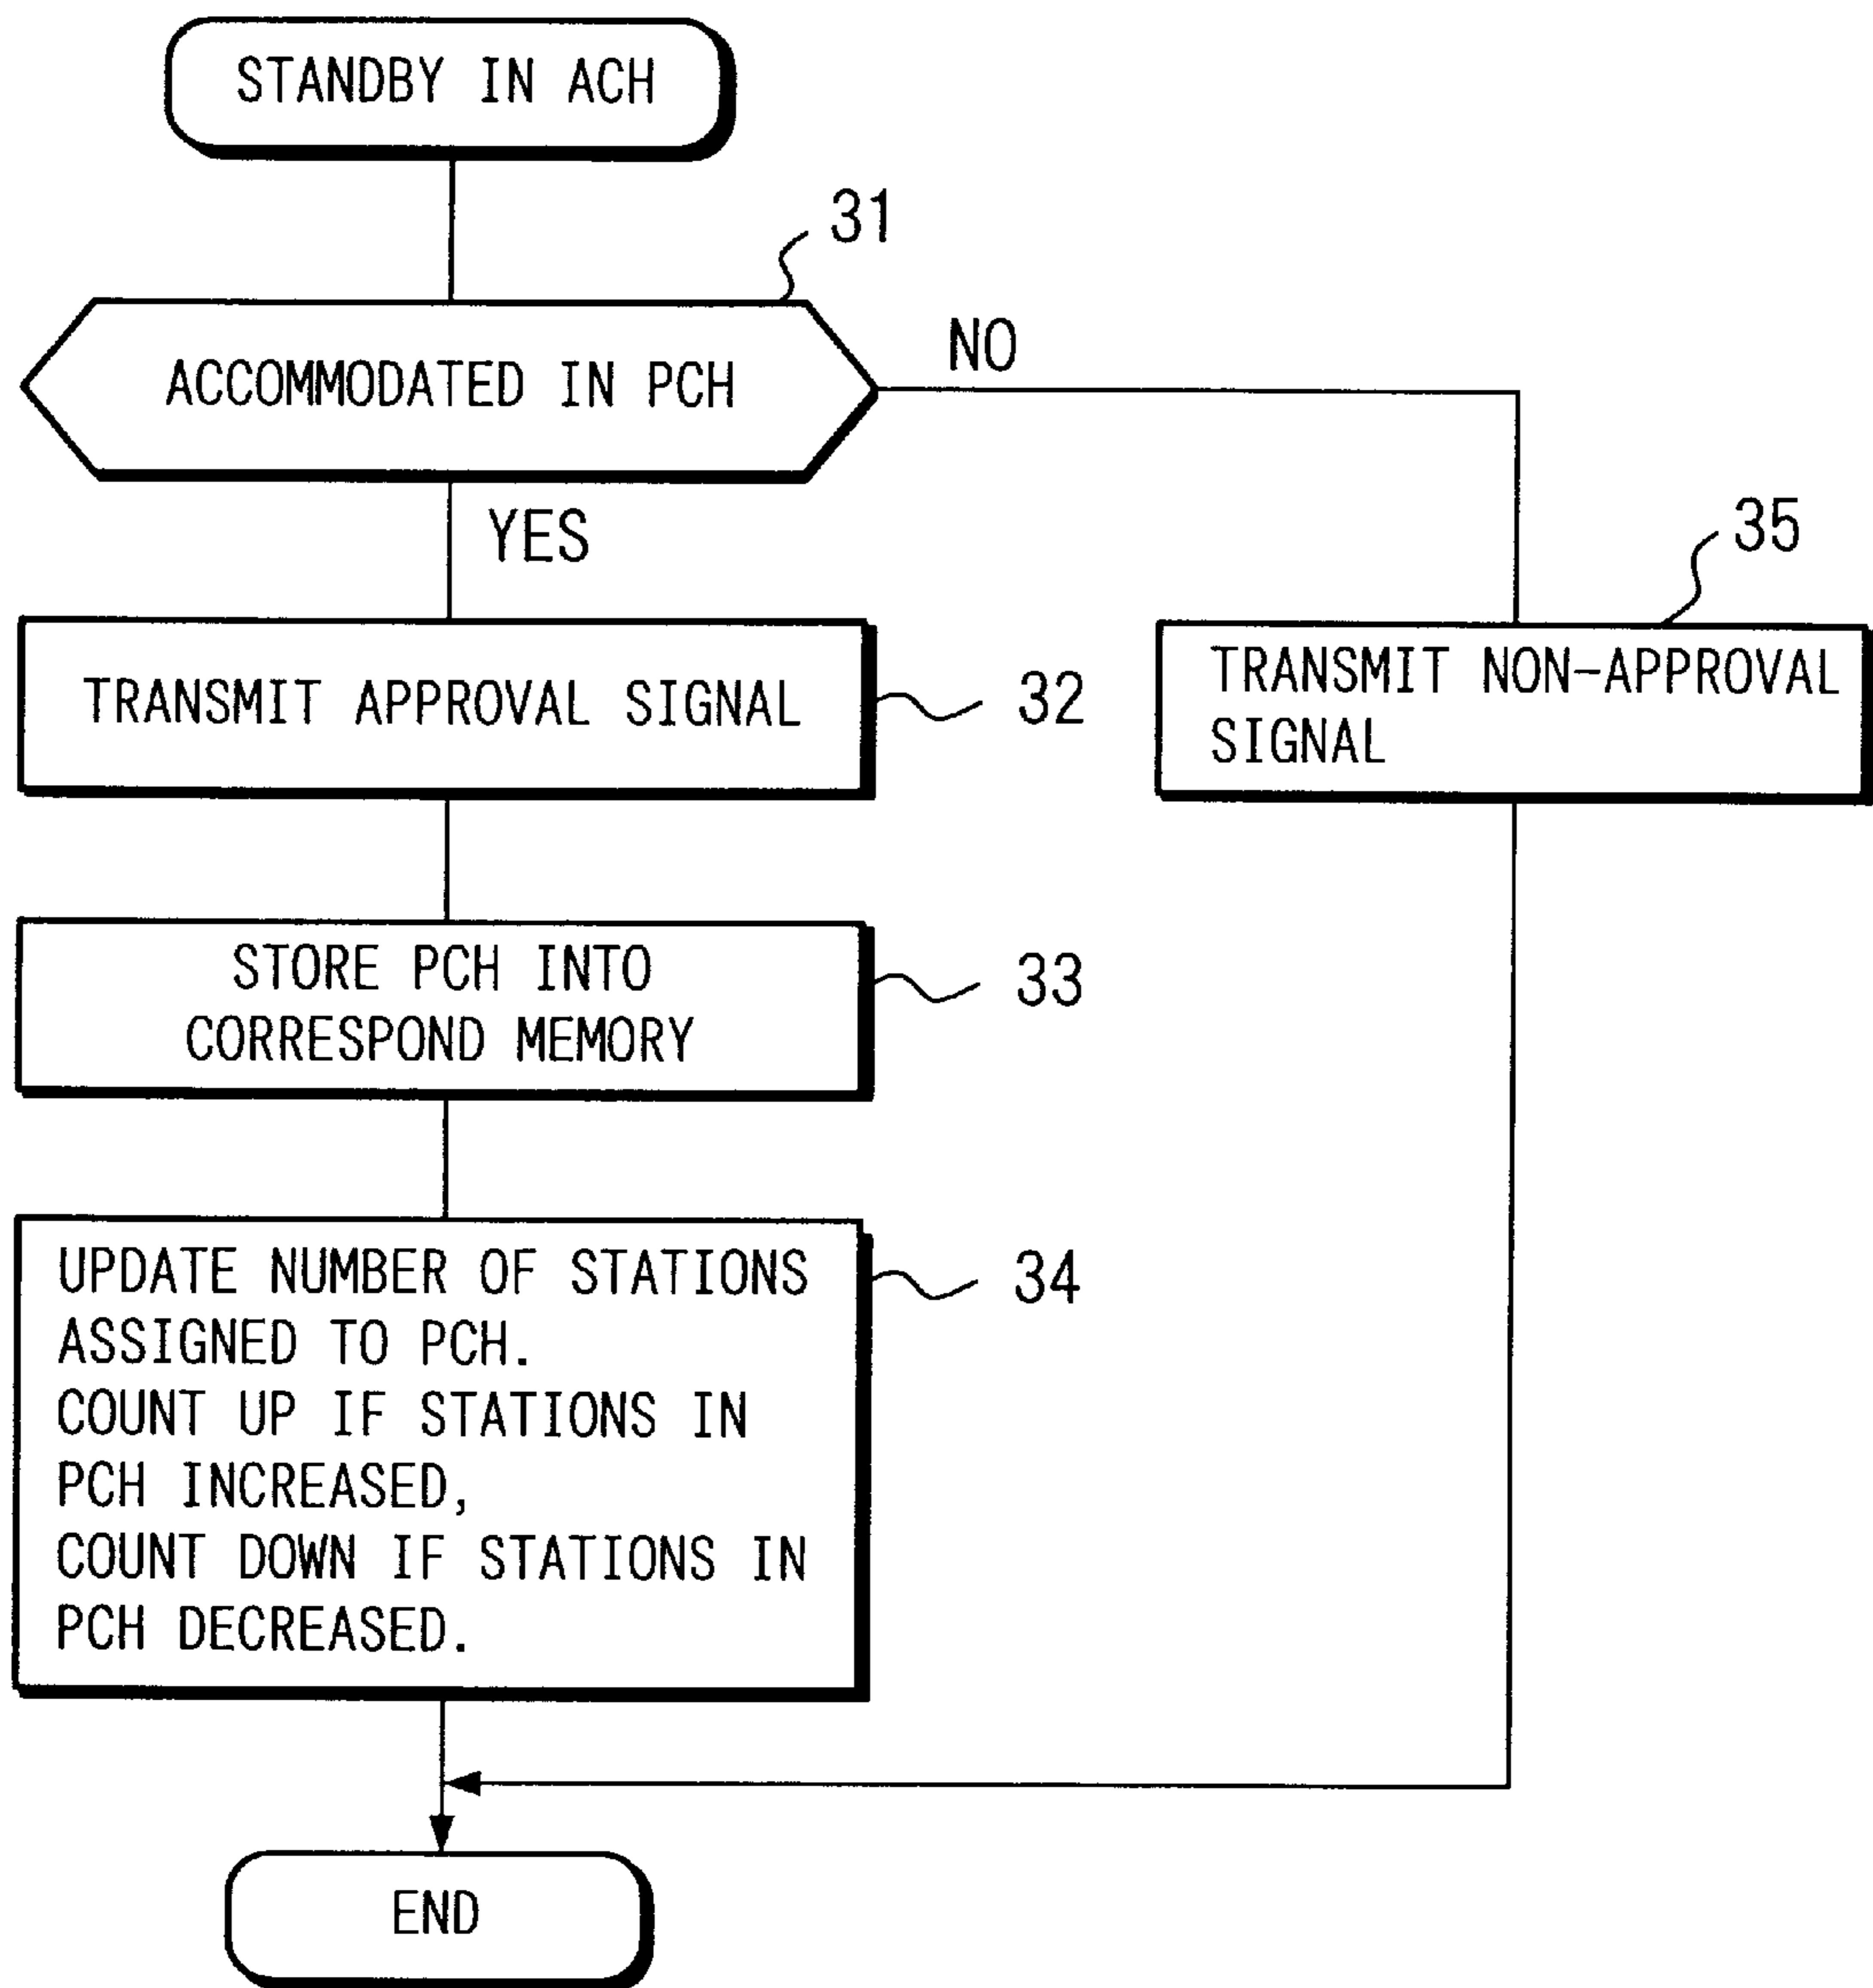 STANDBY IN ACH
31
ACCOMMODATED IN PCH
NO
YES
35
TRANSMIT APPROVAL SIGNAL
32
TRANSMIT NON-APPROVAL
SIGNAL
STORE PCH INTO
CORRESPOND MEMORY
33
UPDATE NUMBER OF STATIONS
ASSIGNED TO PCH.
COUNT UP IF STATIONS IN
PCH INCREASED,
COUNT DOWN IF STATIONS IN
PCH DECREASED.
34
END